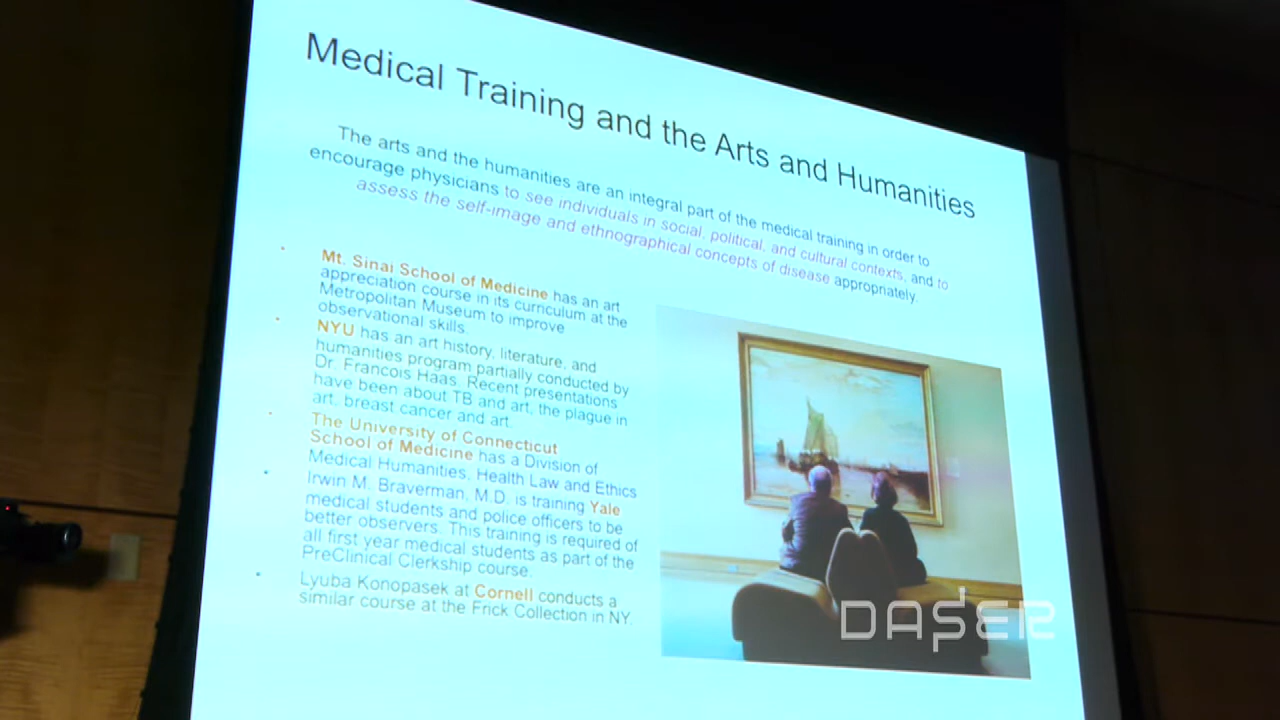 Medical Training and the Arts and Humanities
The arts and the humanities are an integral part of the medical training in order to
encourage physicians to see individuals in social, political, and cultural contexts, and to
assess the self-image and ethnographical concepts of disease appropriately.
Mt. Sinai School of Medicine has an art
appreciation course in its curriculum at the
Metropolitan Museum to improve
observational skills.
NYU has an art history, literature, and
humanities program partially conducted by
Dr. Francois Haas. Recent presentations
have been about TB and art, the plague in
art, breast cancer and art.
The University of Connecticut
School of Medicine has a Division of
Medical Humanities, Health Law and Ethics
Irwin M. Braverman, M.D. is training Yale
medical students and police officers to be
better observers. This training is required of
all first year medical students as part of the
PreClinical Clerkship course.
Lyuba Konopasek at Cornell conducts a
similar course at the Frick Collection in NY.
DASER